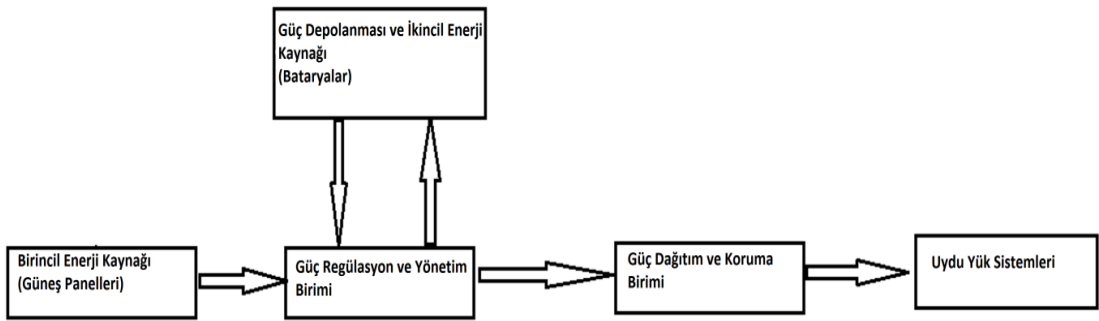 Güç Depolanması ve İkincil Enerji
Kaynağı
(Bataryalar)
Birincil Enerji Kaynağı
(Güneş Panelleri)
Güç Regülasyon ve Yönetim
Birimi
Güç Dağıtım ve Koruma
Birimi
Uydu Yük Sistemleri